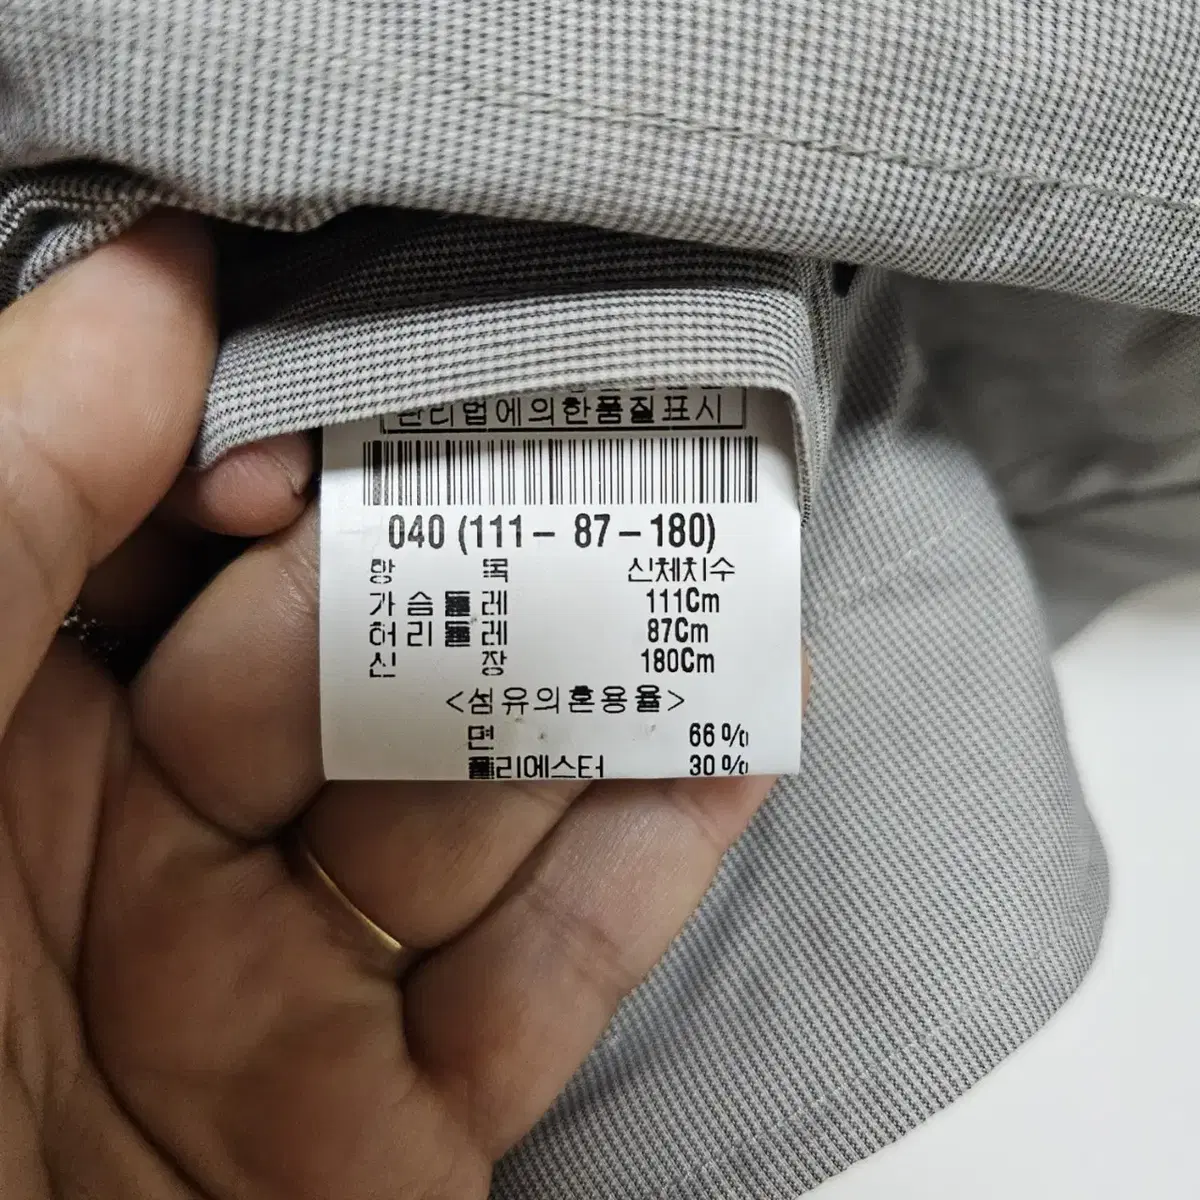 관리법에의한품질표시
040 (111- 87-180)
항 목 신체치수
가슴둘레 111Cm
허리둘레 87Cm
신 장 180Cm
<섬유의혼용율>
면 66%
폴리에스터 30%